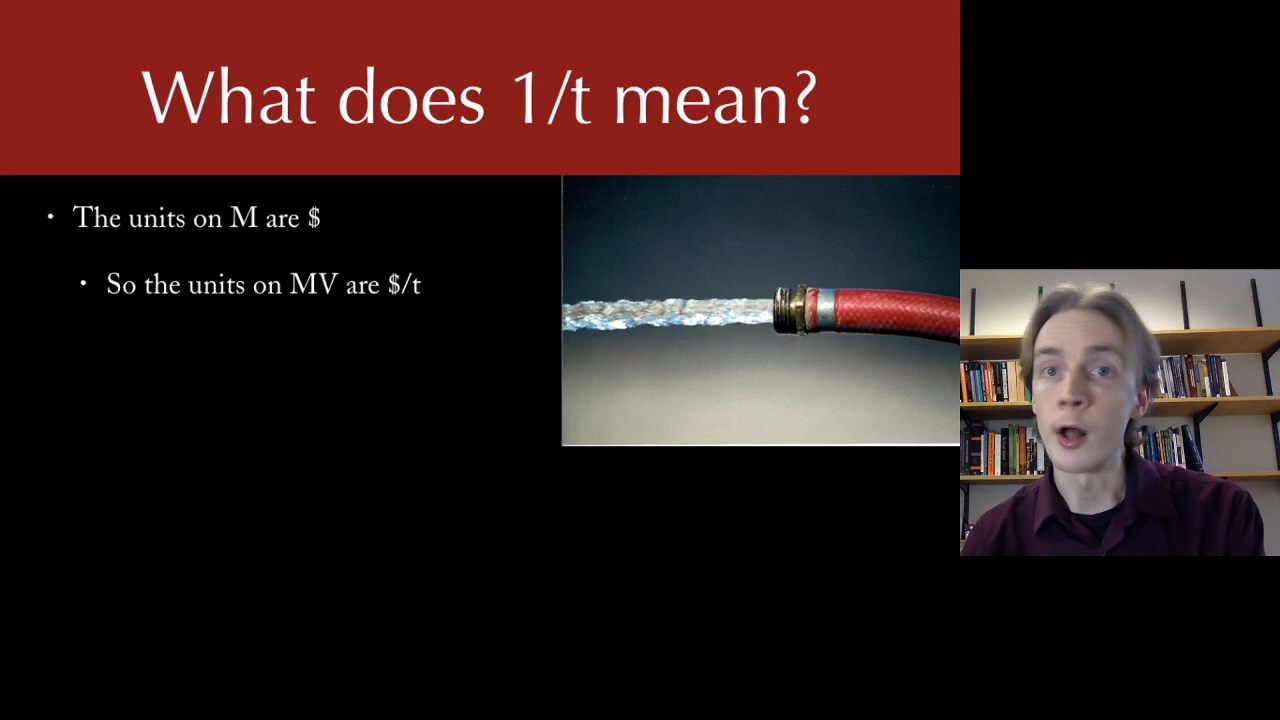 What does 1/t mean?
• The units on M are $
• So the units on MV are $/t